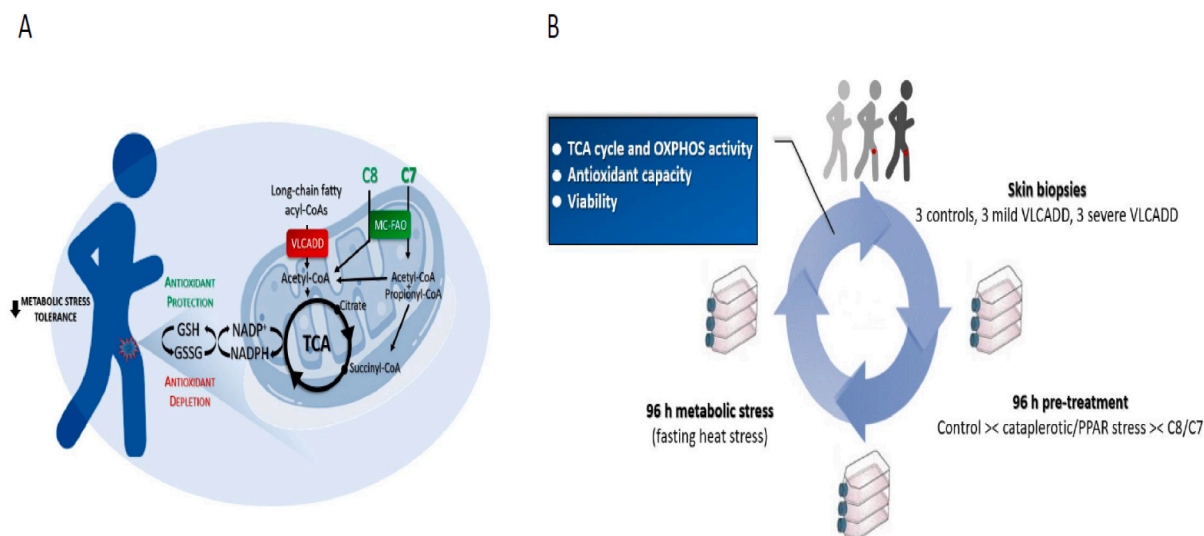 A
Long-chain fatty
acyl-CoAs
VLCADD
C8
C7
MC-FAO
Acetyl-CoA
Acetyl-CoA
+
Propionyl-CoA
Citrate
TCA
Succinyl-CoA
METABOLIC STRESS
TOLERANCE
ANTIOXIDANT
PROTECTION
GSH
GSSG
NADP+
NADPH
ANTIOXIDANT
DEPLETION
B
TCA cycle and OXPHOS activity
Antioxidant capacity
Viability
Skin biopsies
3 controls, 3 mild VLCADD, 3 severe VLCADD
96 h pre-treatment
Control >< cataplerotic/PPAR stress >< C8/C7
96 h metabolic stress
(fasting heat stress)